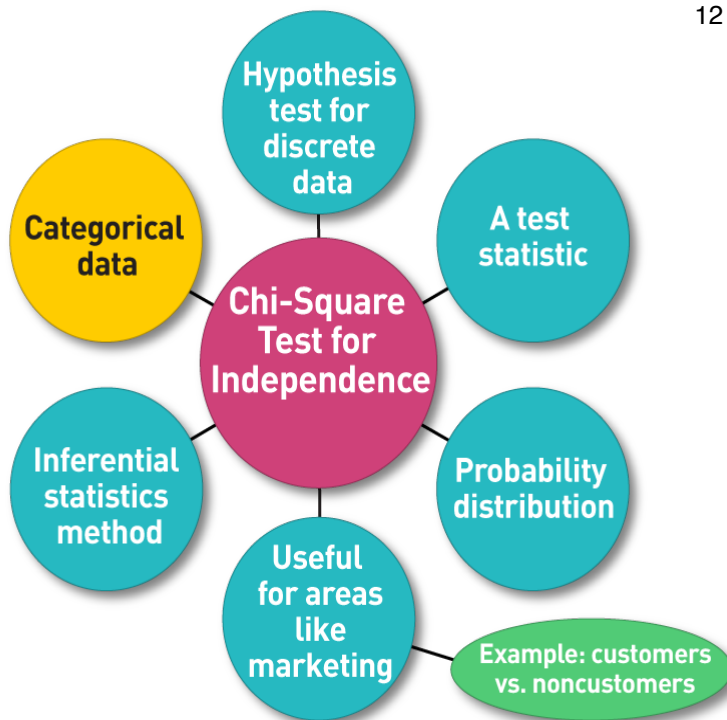 12
Hypothesis
test for
discrete
data
Categorical
data
A test
statistic
Chi-Square
Test for
Independence
Inferential
statistics
method
Probability
distribution
Useful
for areas
like
marketing
Example: customers
vs. noncustomers